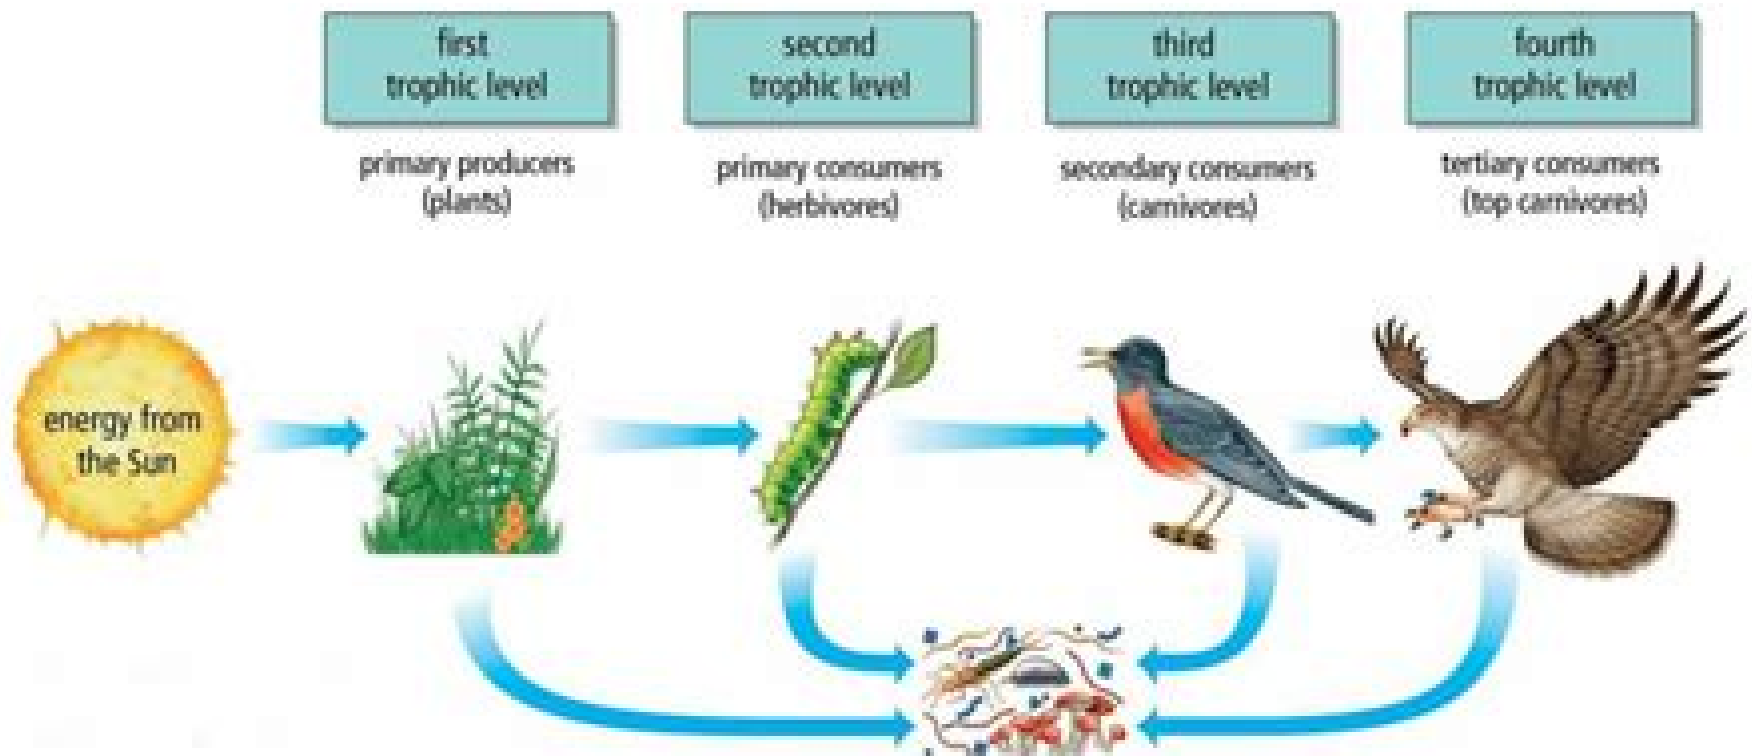 first
trophic level
second
trophic level
third
trophic level
fourth
trophic level
primary producers
(plants)
primary consumers
(herbivores)
secondary consumers
(carnivores)
tertiary consumers
(top carnivores)
energy from
the Sun